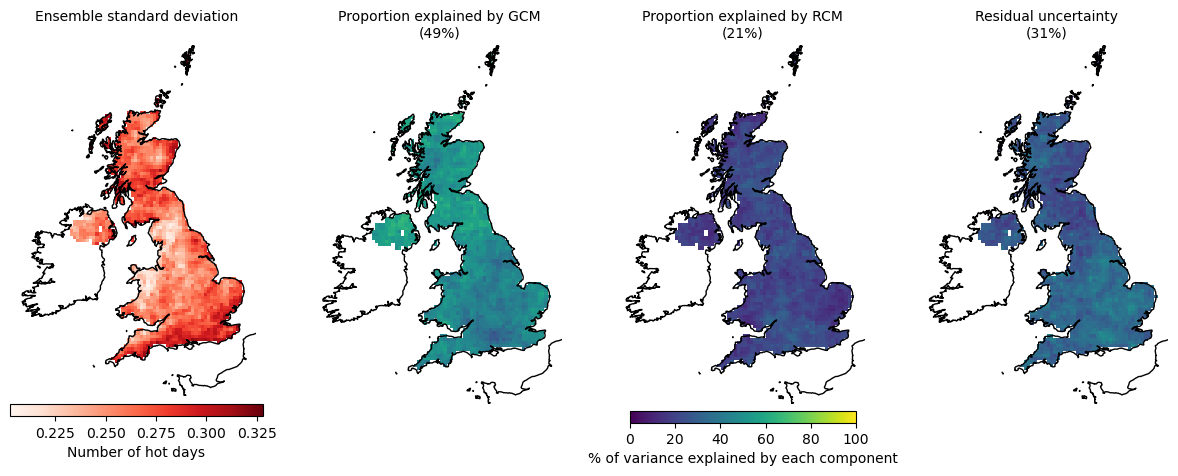 Ensemble standard deviation
Proportion explained by GCM
(49%)
Proportion explained by RCM
(21%)
Residual uncertainty
(31%)
0.225 0.250 0.275 0.300 0.325
Number of hot days
0 20 40 60 80 100
% of variance explained by each component